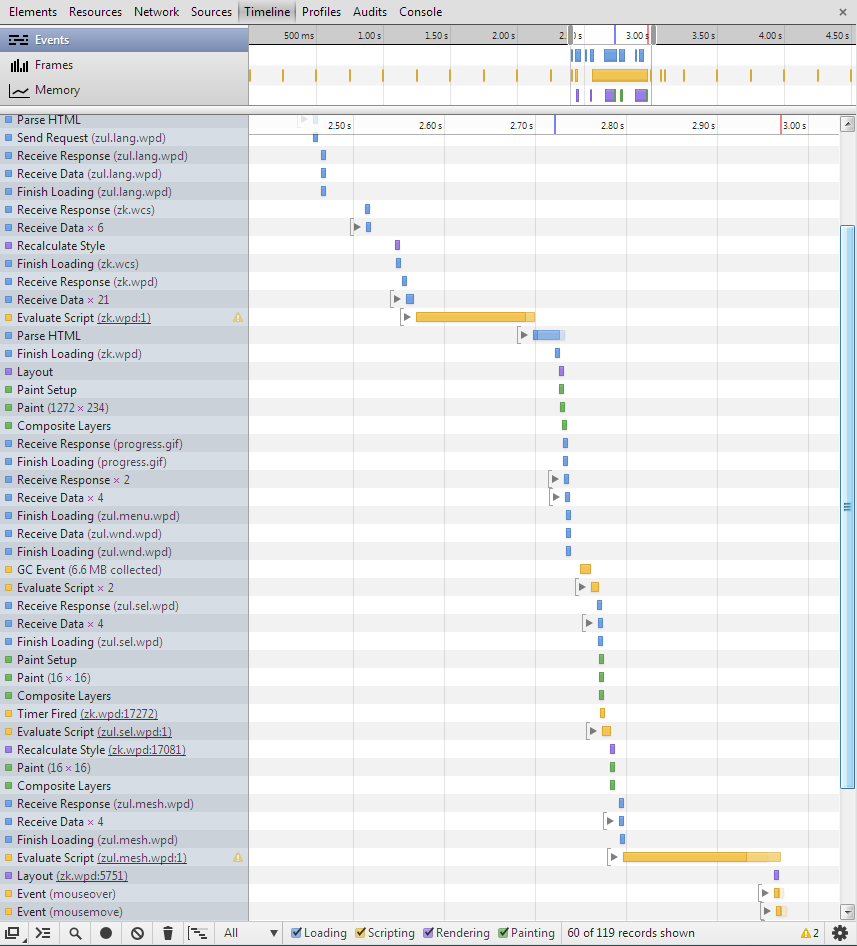 Elements Resources Network Sources Timeline Profiles Audits Console ×
Events
Frames
Memory
500 ms 1.00 s 1.50 s 2.00 s 3.00 s 3.50 s 4.00 s 4.50 s
2.50 s 2.60 s 2.70 s 2.80 s 2.90 s 3.00 s
Parse HTML
Send Request (zul.lang.wpd)
Receive Response (zul.lang.wpd)
Receive Data (zul.lang.wpd)
Finish Loading (zul.lang.wpd)
Receive Response (zk.wcs)
Receive Data × 6
Recalculate Style
Finish Loading (zk.wcs)
Receive Response (zk.wpd)
Receive Data × 21
Evaluate Script (zk.wpd:1)
Parse HTML
Finish Loading (zk.wpd)
Layout
Paint Setup
Paint (1272 × 234)
Composite Layers
Receive Response (progress.gif)
Finish Loading (progress.gif)
Receive Response × 2
Receive Data × 4
Finish Loading (zul.menu.wpd)
Receive Data (zul.wnd.wpd)
Finish Loading (zul.wnd.wpd)
GC Event (6.6 MB collected)
Evaluate Script × 2
Receive Response (zul.sel.wpd)
Receive Data × 4
Finish Loading (zul.sel.wpd)
Paint Setup
Paint (16 × 16)
Composite Layers
Timer Fired (zk.wpd:17272)
Evaluate Script (zul.sel.wpd:1)
Recalculate Style (zk.wpd:17081)
Paint (16 × 16)
Composite Layers
Receive Response (zul.mesh.wpd)
Receive Data × 4
Finish Loading (zul.mesh.wpd)
Evaluate Script (zul.mesh.wpd:1)
Layout (zk.wpd:5751)
Event (mouseover)
Event (mousemove)
All Loading Scripting Rendering Painting 60 of 119 records shown 2